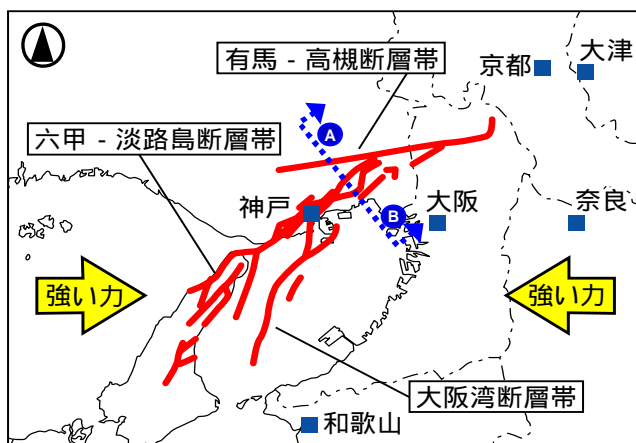 有馬 - 高槻断層帯
京都
大津
A
六甲 - 淡路島断層帯
神戸
B
大阪
奈良
強い力
強い力
大阪湾断層帯
和歌山